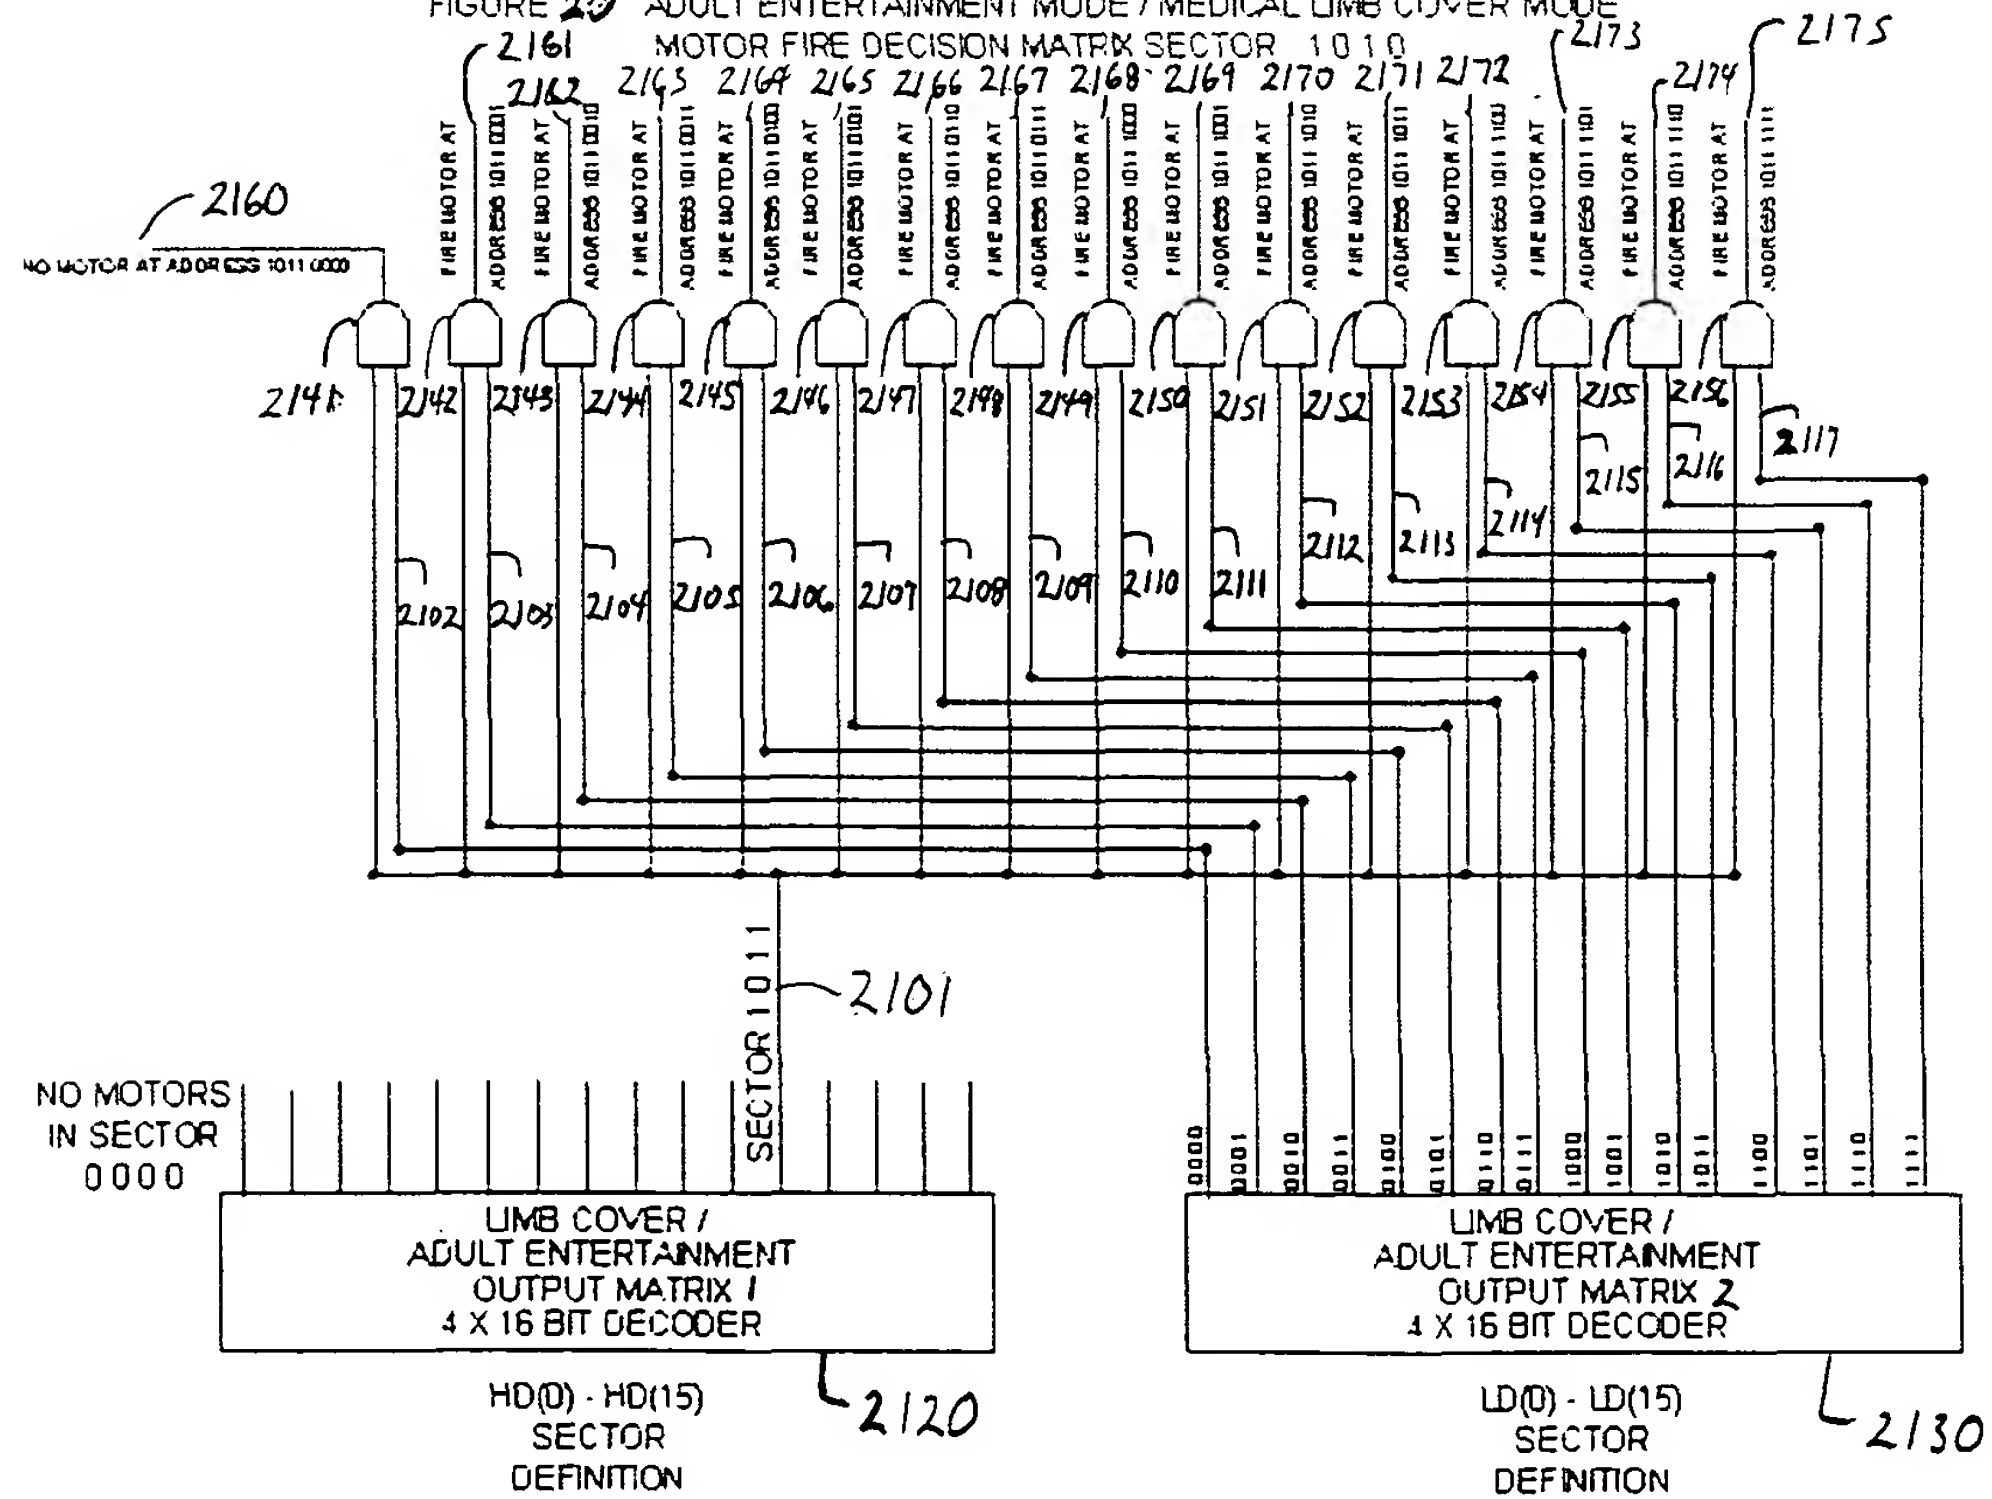 FIGURE 20 ADULT ENTERTAINMENT MODE / MEDICAL LIMB COVER MODE
MOTOR FIRE DECISION MATRIX SECTOR 1010
2161
2162
2163
2164
2165
2166
2167
2168
2169
2170
2171
2172
2173
2174
2175
2160
NO MOTOR AT ADDRESS 1011 0000
FIRE MOTOR AT
ADDRESS 1011 0001
FIRE MOTOR AT
ADDRESS 1011 0010
FIRE MOTOR AT
ADDRESS 1011 0011
FIRE MOTOR AT
ADDRESS 1011 0100
FIRE MOTOR AT
ADDRESS 1011 0101
FIRE MOTOR AT
ADDRESS 1011 0110
FIRE MOTOR AT
ADDRESS 1011 0111
FIRE MOTOR AT
ADDRESS 1011 1000
FIRE MOTOR AT
ADDRESS 1011 1001
FIRE MOTOR AT
ADDRESS 1011 1010
FIRE MOTOR AT
ADDRESS 1011 1011
FIRE MOTOR AT
ADDRESS 1011 1100
FIRE MOTOR AT
ADDRESS 1011 1101
FIRE MOTOR AT
ADDRESS 1011 1110
FIRE MOTOR AT
ADDRESS 1011 1111
2141
2142
2143
2144
2145
2146
2147
2148
2149
2150
2151
2152
2153
2154
2155
2156
2117
2116
2115
2114
2113
2112
2111
2110
2109
2108
2107
2106
2105
2104
2103
2102
SECTOR 1011
2101
NO MOTORS
IN SECTOR
0000
0000
0001
0010
0011
0100
0101
0110
0111
1000
1001
1010
1011
1100
1101
1110
1111
LIMB COVER /
ADULT ENTERTAINMENT
OUTPUT MATRIX 1
4 X 16 BIT DECODER
LIMB COVER /
ADULT ENTERTAINMENT
OUTPUT MATRIX 2
4 X 16 BIT DECODER
2120
2130
HD(0) - HD(15)
SECTOR
DEFINITION
LD(0) - LD(15)
SECTOR
DEFINITION